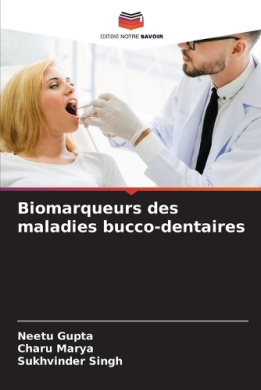 EDITIONS NOTRE SAVOIR
Biomarqueurs des
maladies bucco-dentaires
Neetu Gupta
Charu Marya
Sukhvinder Singh